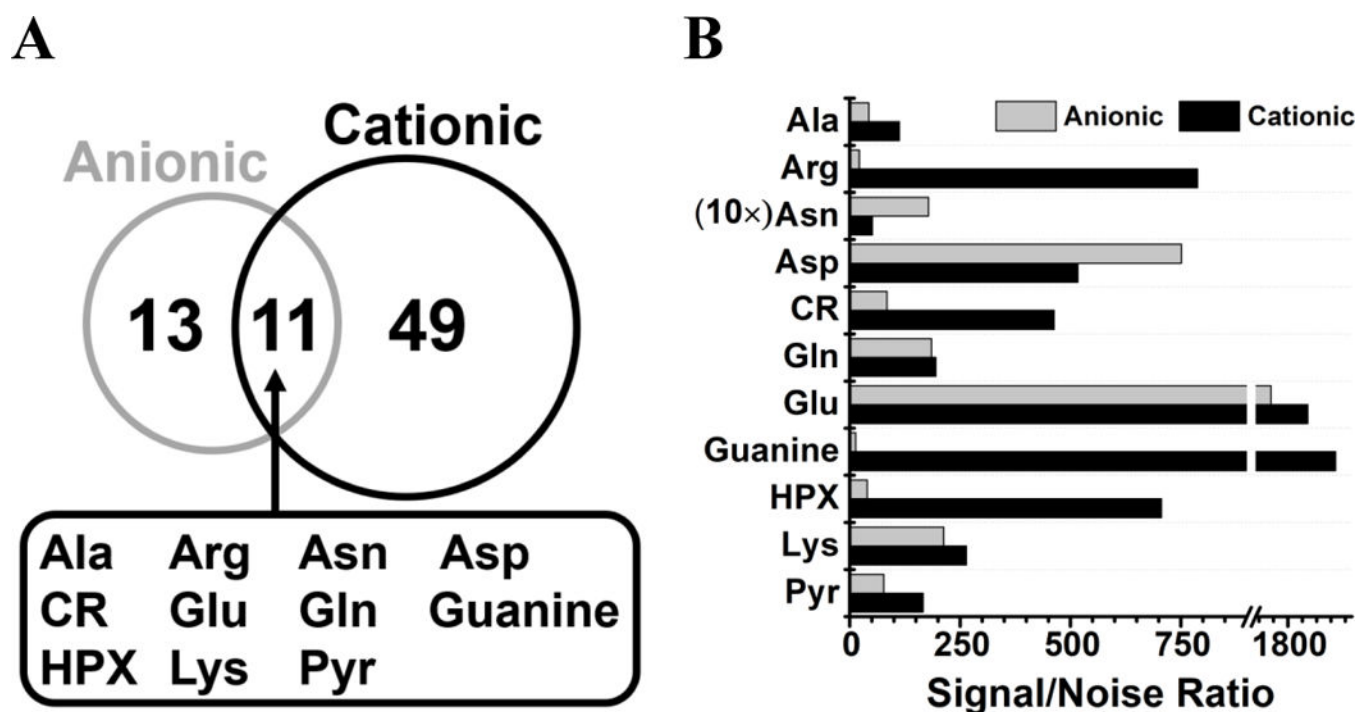 A
Anionic
Cationic
13 11 49
Ala Arg Asn Asp
CR Glu Gln Guanine
HPX Lys Pyr
B
Anionic Cationic
Ala
Arg
(10×)Asn
Asp
CR
Gln
Glu
Guanine
HPX
Lys
Pyr
0 250 500 750 1800
Signal/Noise Ratio